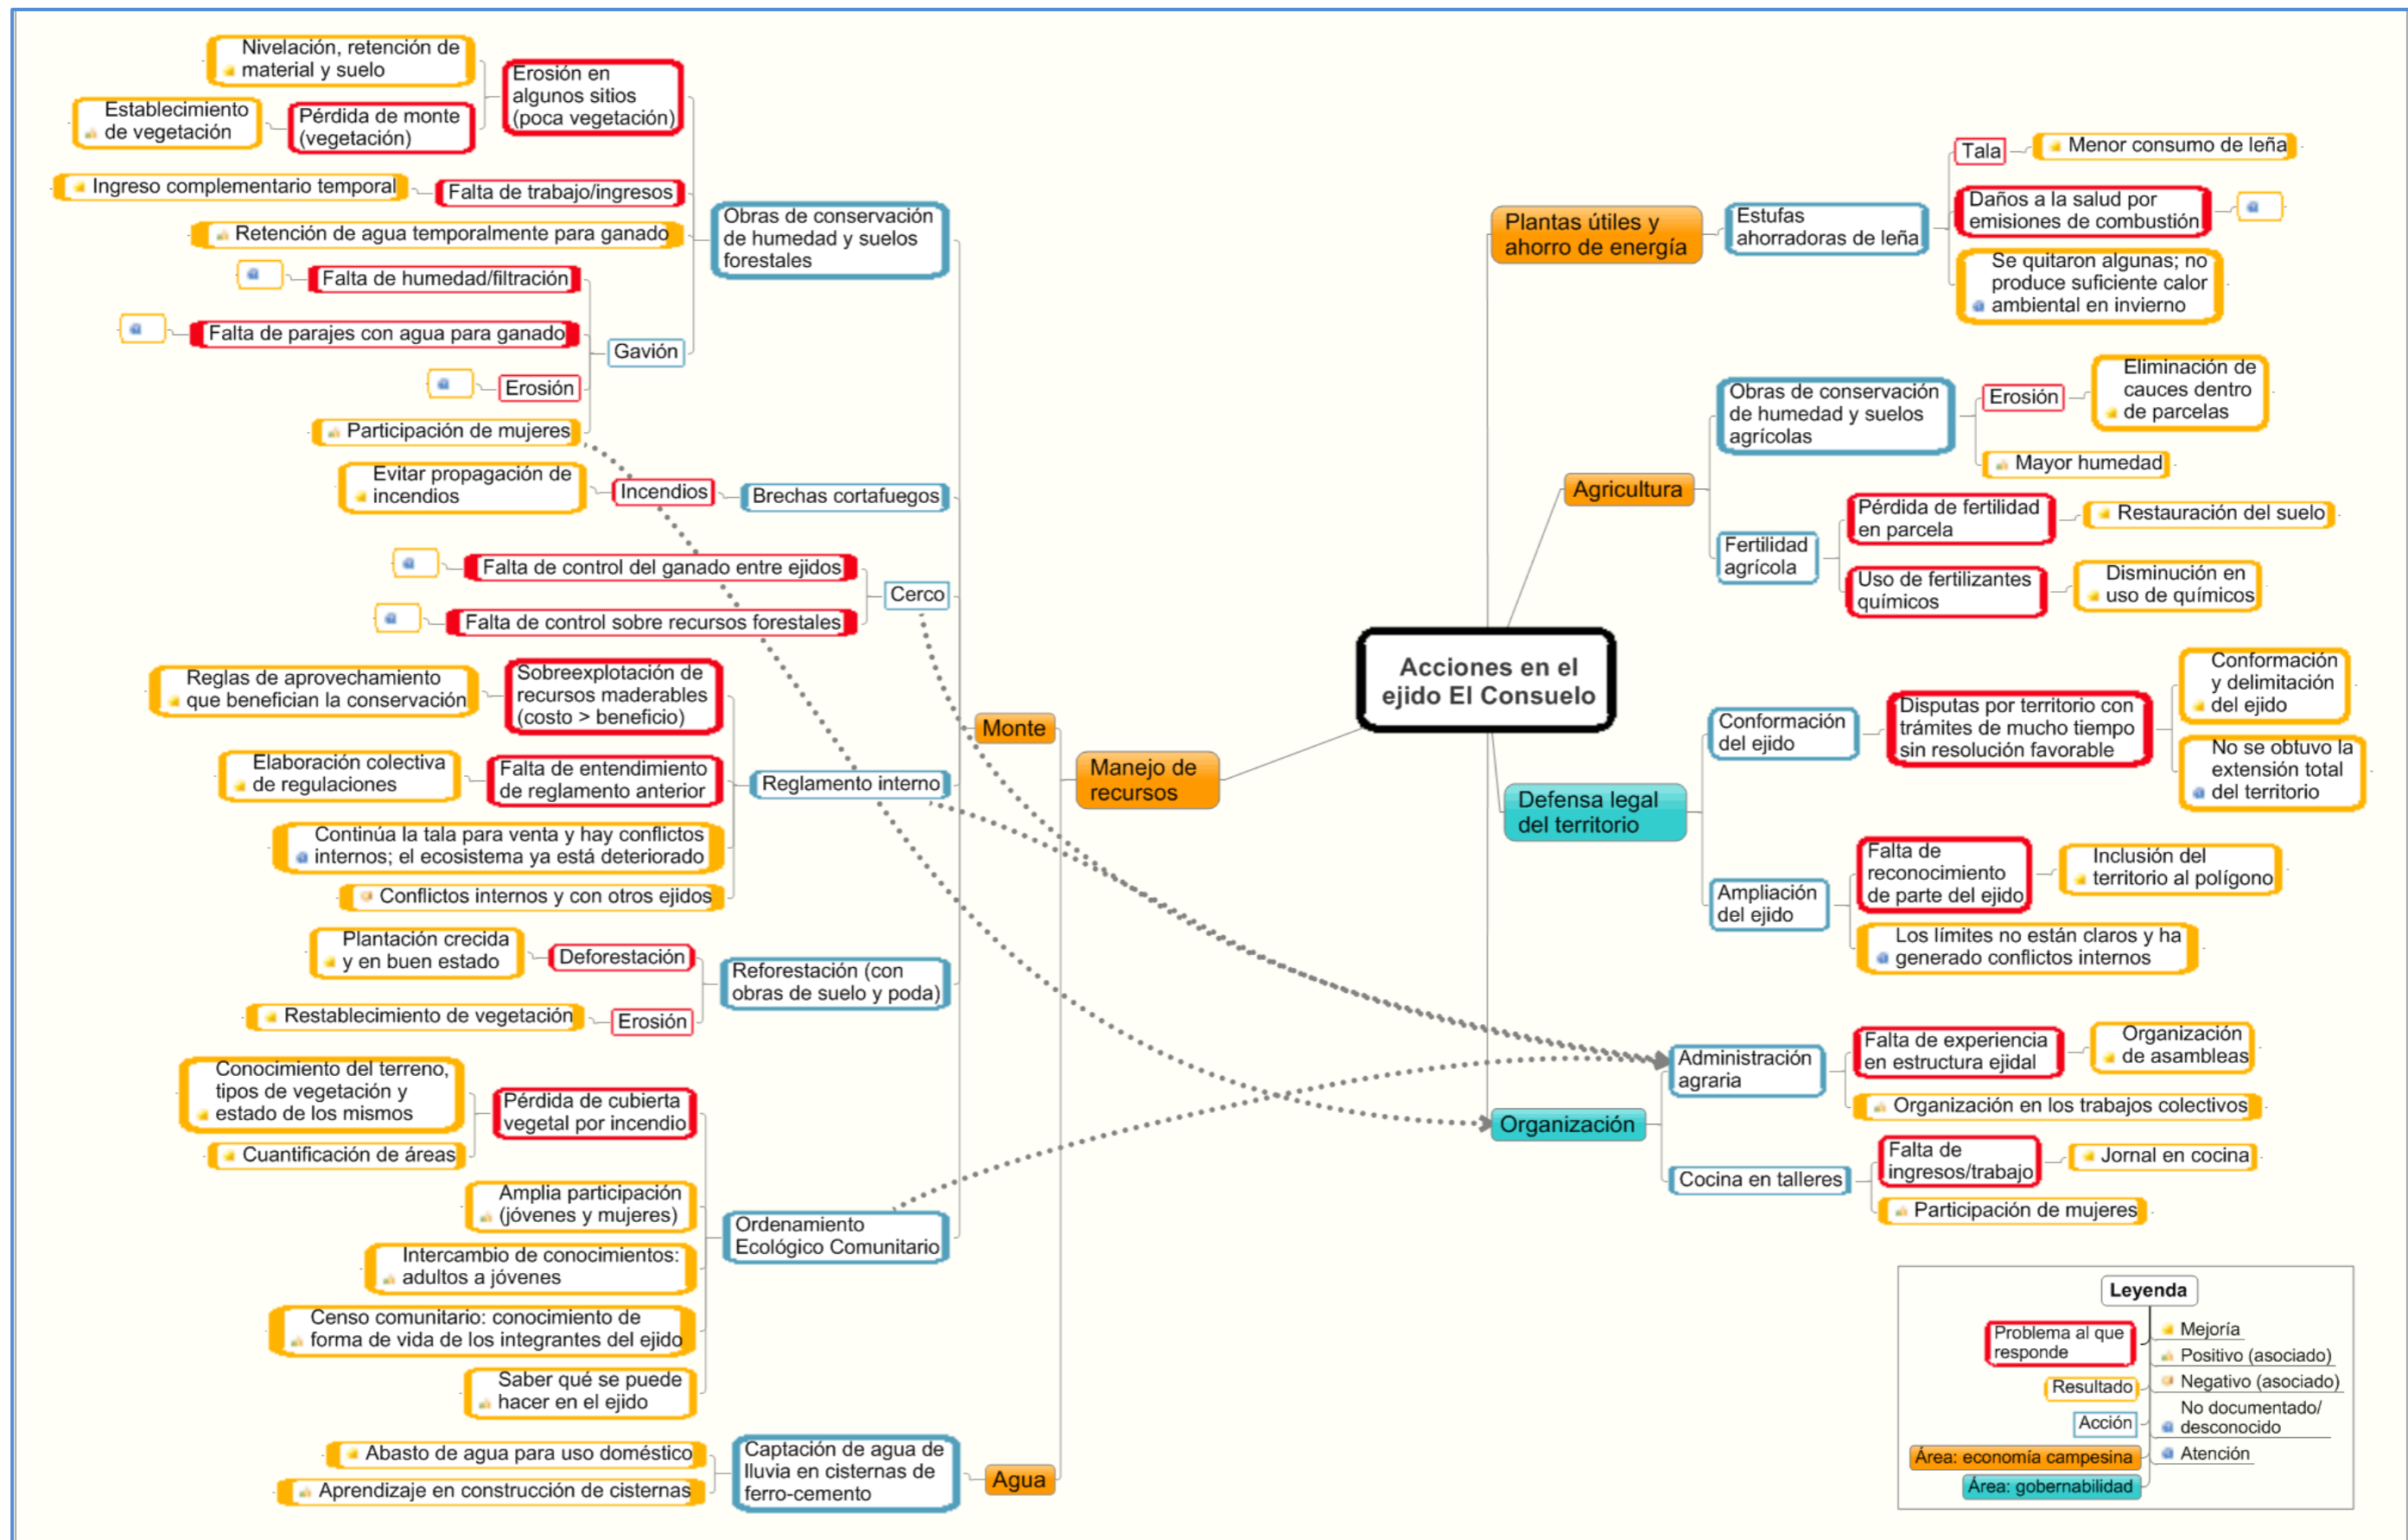 Acciones en el
ejido El Consuelo
Plantas útiles y
ahorro de energía
Estufas
ahorradoras de leña
Tala
Menor consumo de leña
Daños a la salud por
emisiones de combustión
Se quitaron algunas; no
produce suficiente calor
ambiental en invierno
Agricultura
Obras de conservación
de humedad y suelos
agrícolas
Erosión
Eliminación de
cauces dentro
de parcelas
Mayor humedad
Fertilidad
agrícola
Pérdida de fertilidad
en parcela
Restauración del suelo
Uso de fertilizantes
químicos
Disminución en
uso de químicos
Defensa legal
del territorio
Conformación
del ejido
Disputas por territorio con
trámites de mucho tiempo
sin resolución favorable
Conformación
y delimitación
del ejido
No se obtuvo la
extensión total
del territorio
Ampliación
del ejido
Falta de
reconocimiento
de parte del ejido
Inclusión del
territorio al polígono
Los límites no están claros y ha
generado conflictos internos
Organización
Administración
agraria
Falta de experiencia
en estructura ejidal
Organización
de asambleas
Organización en los trabajos colectivos
Cocina en talleres
Falta de
ingresos/trabajo
Jornal en cocina
Participación de mujeres
Manejo de
recursos
Monte
Obras de conservación
de humedad y suelos
forestales
Erosión en
algunos sitios
(poca vegetación)
Nivelación, retención de
material y suelo
Pérdida de monte
(vegetación)
Establecimiento
de vegetación
Falta de trabajo/ingresos
Ingreso complementario temporal
Retención de agua temporalmente para ganado
Gavión
Falta de humedad/filtración
Falta de parajes con agua para ganado
Erosión
Participación de mujeres
Brechas cortafuegos
Incendios
Evitar propagación de
incendios
Cerco
Falta de control del ganado entre ejidos
Falta de control sobre recursos forestales
Reglamento interno
Sobreexplotación de
recursos maderables
(costo > beneficio)
Reglas de aprovechamiento
que benefician la conservación
Falta de entendimiento
de reglamento anterior
Elaboración colectiva
de regulaciones
Continúa la tala para venta y hay conflictos
internos; el ecosistema ya está deteriorado
Conflictos internos y con otros ejidos
Reforestación (con
obras de suelo y poda)
Deforestación
Plantación crecida
y en buen estado
Erosión
Restablecimiento de vegetación
Ordenamiento
Ecológico Comunitario
Pérdida de cubierta
vegetal por incendio
Conocimiento del terreno,
tipos de vegetación y
estado de los mismos
Cuantificación de áreas
Amplia participación
(jóvenes y mujeres)
Intercambio de conocimientos:
adultos a jóvenes
Censo comunitario: conocimiento de
forma de vida de los integrantes del ejido
Saber qué se puede
hacer en el ejido
Agua
Captación de agua de
lluvia en cisternas de
ferro-cemento
Abasto de agua para uso doméstico
Aprendizaje en construcción de cisternas
Leyenda
Problema al que
responde
Resultado
Acción
Área: economía campesina
Área: gobernabilidad
Mejoría
Positivo (asociado)
Negativo (asociado)
No documentado/
desconocido
Atención